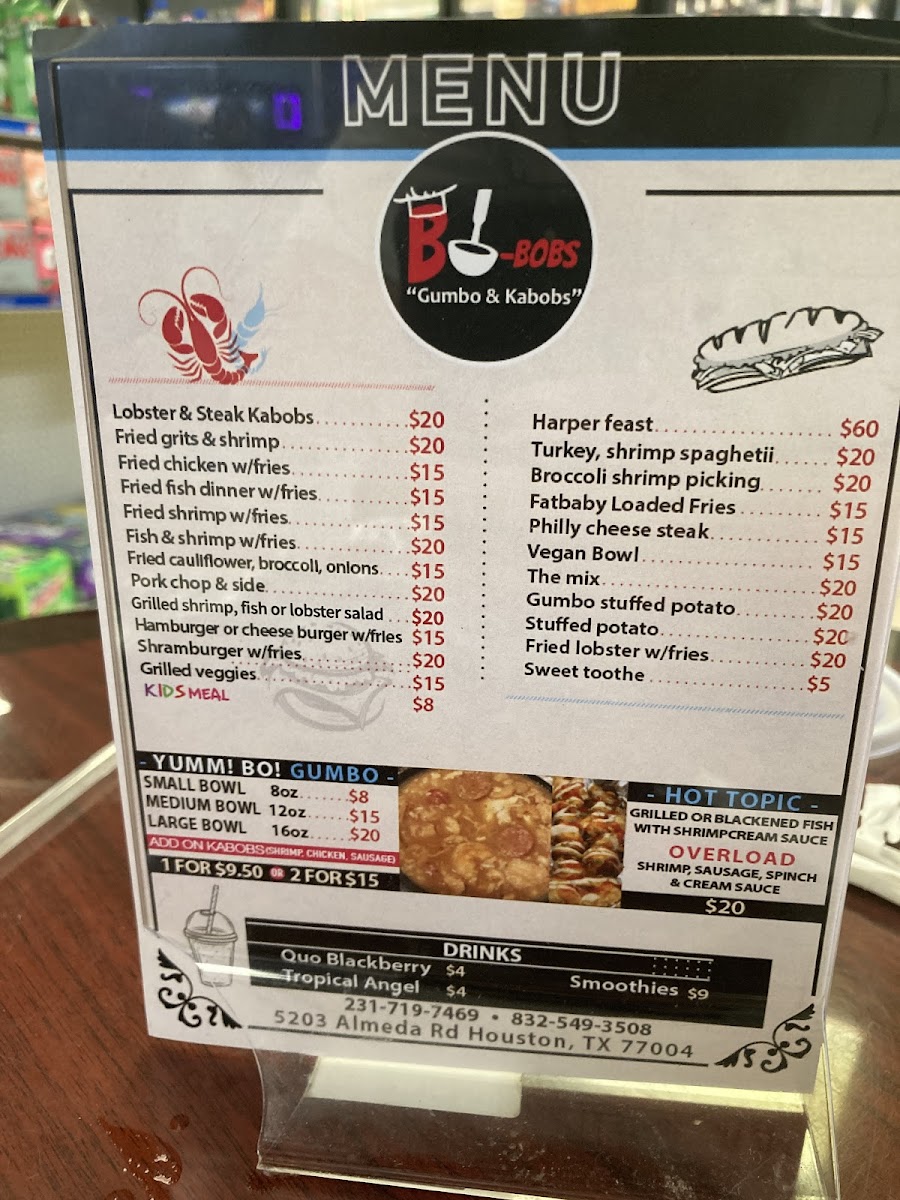 MENU
BO-BOBS
"Gumbo & Kabobs"
Lobster & Steak Kabobs..........$20
Fried grits & shrimp..........$20
Fried chicken w/fries..........$15
Fried fish dinner w/fries..........$15
Fried shrimp w/fries..........$15
Fish & shrimp w/fries..........$20
Fried cauliflower, broccoli, onions....$15
Pork chop & side..........$20
Grilled shrimp, fish or lobster salad...$20
Hamburger or cheese burger w/fries $15
Shramburger w/fries..........$20
Grilled veggies..........$15
KIDS MEAL $8
Harper feast..........$60
Turkey, shrimp spaghetii......$20
Broccoli shrimp picking.......$20
Fatbaby Loaded Fries..........$15
Philly cheese steak..........$15
Vegan Bowl..........$15
The mix..........$20
Gumbo stuffed potato..........$20
Stuffed potato..........$20
Fried lobster w/fries..........$20
Sweet toothe..........$5
- YUMM! BO! GUMBO -
SMALL BOWL 8oz.......$8
MEDIUM BOWL 12oz......$15
LARGE BOWL 16oz.....$20
ADD ON KABOBS (SHRIMP, CHICKEN, SAUSAGE)
1 FOR $9.50 OR 2 FOR $15
- HOT TOPIC -
GRILLED OR BLACKENED FISH
WITH SHRIMPCREAM SAUCE
OVERLOAD
SHRIMP, SAUSAGE, SPINCH
& CREAM SAUCE
$20
DRINKS
Quo Blackberry $4
Tropical Angel $4
Smoothies $9
231-719-7469 • 832-549-3508
5203 Almeda Rd Houston, TX 77004